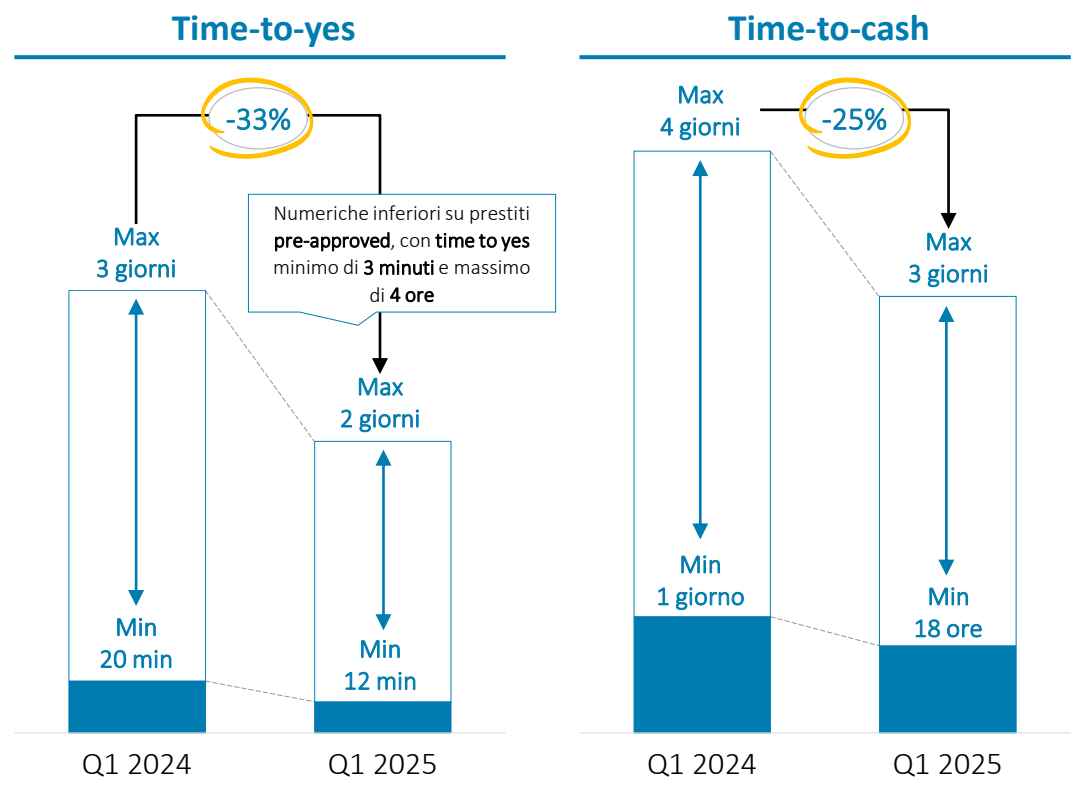 Time-to-yes
-33%
Numeriche inferiori su prestiti
pre-approved, con time to yes
minimo di 3 minuti e massimo
di 4 ore
Max
3 giorni
Max
2 giorni
Min
20 min
Min
12 min
Q1 2024
Q1 2025
Time-to-cash
Max
4 giorni
-25%
Max
3 giorni
Min
1 giorno
Min
18 ore
Q1 2024
Q1 2025